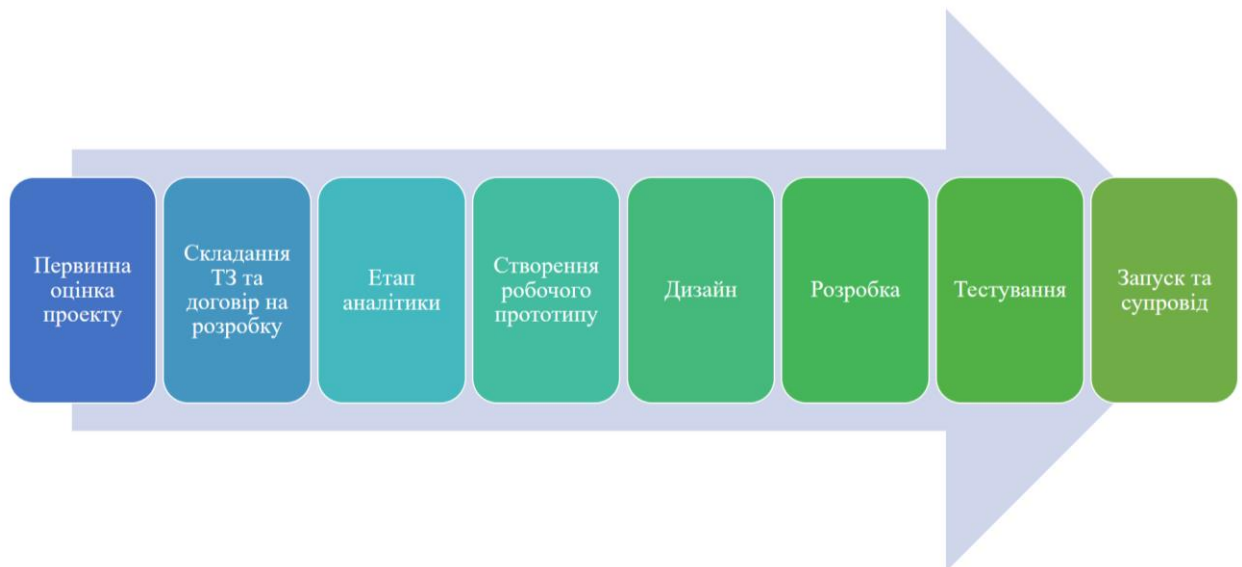 Первинна
оцінка
проекту
Складання
ТЗ та
договір на
розробку
Етап
аналітики
Створення
робочого
прототипу
Дизайн
Розробка
Тестування
Запуск та
супровід